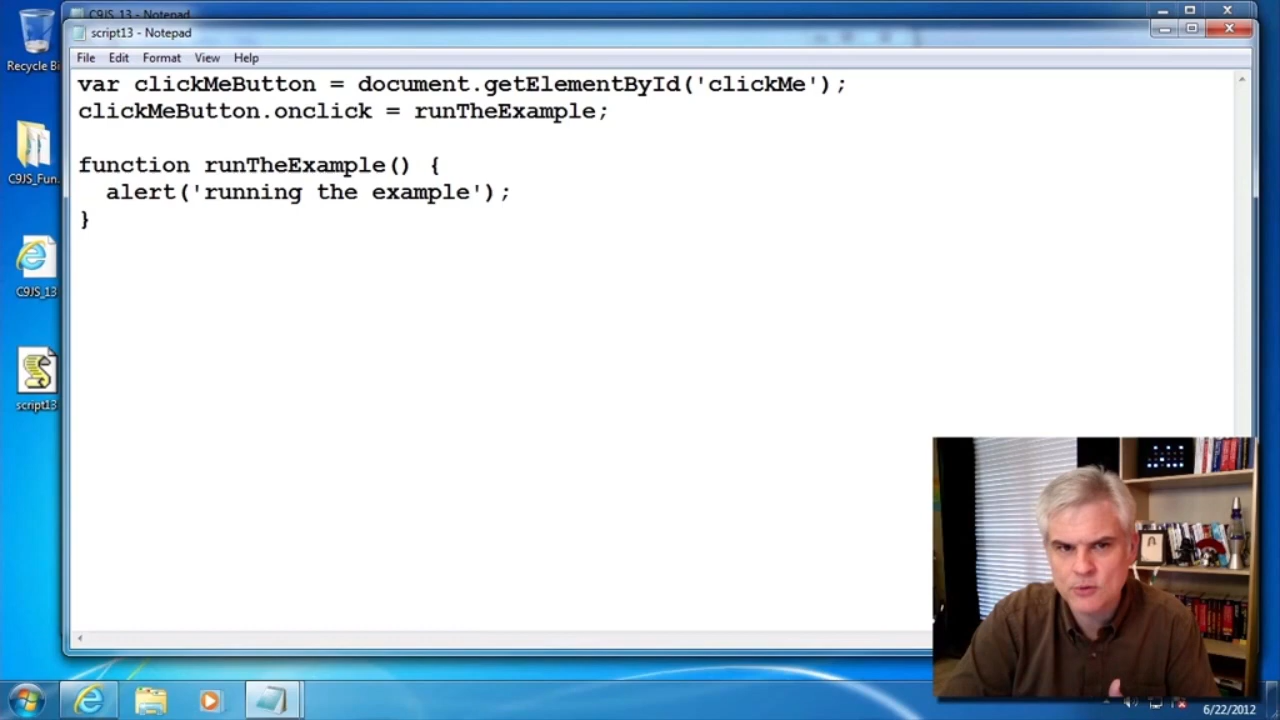 C9JS_13 - Notepad
script13 - Notepad
File Edit Format View Help
var clickMeButton = document.getElementById('clickMe');
clickMeButton.onclick = runTheExample;
function runTheExample() {
  alert('running the example');
}
Recycle Bi
C9JS_Fun...
C9JS_13
script13
6/22/2012